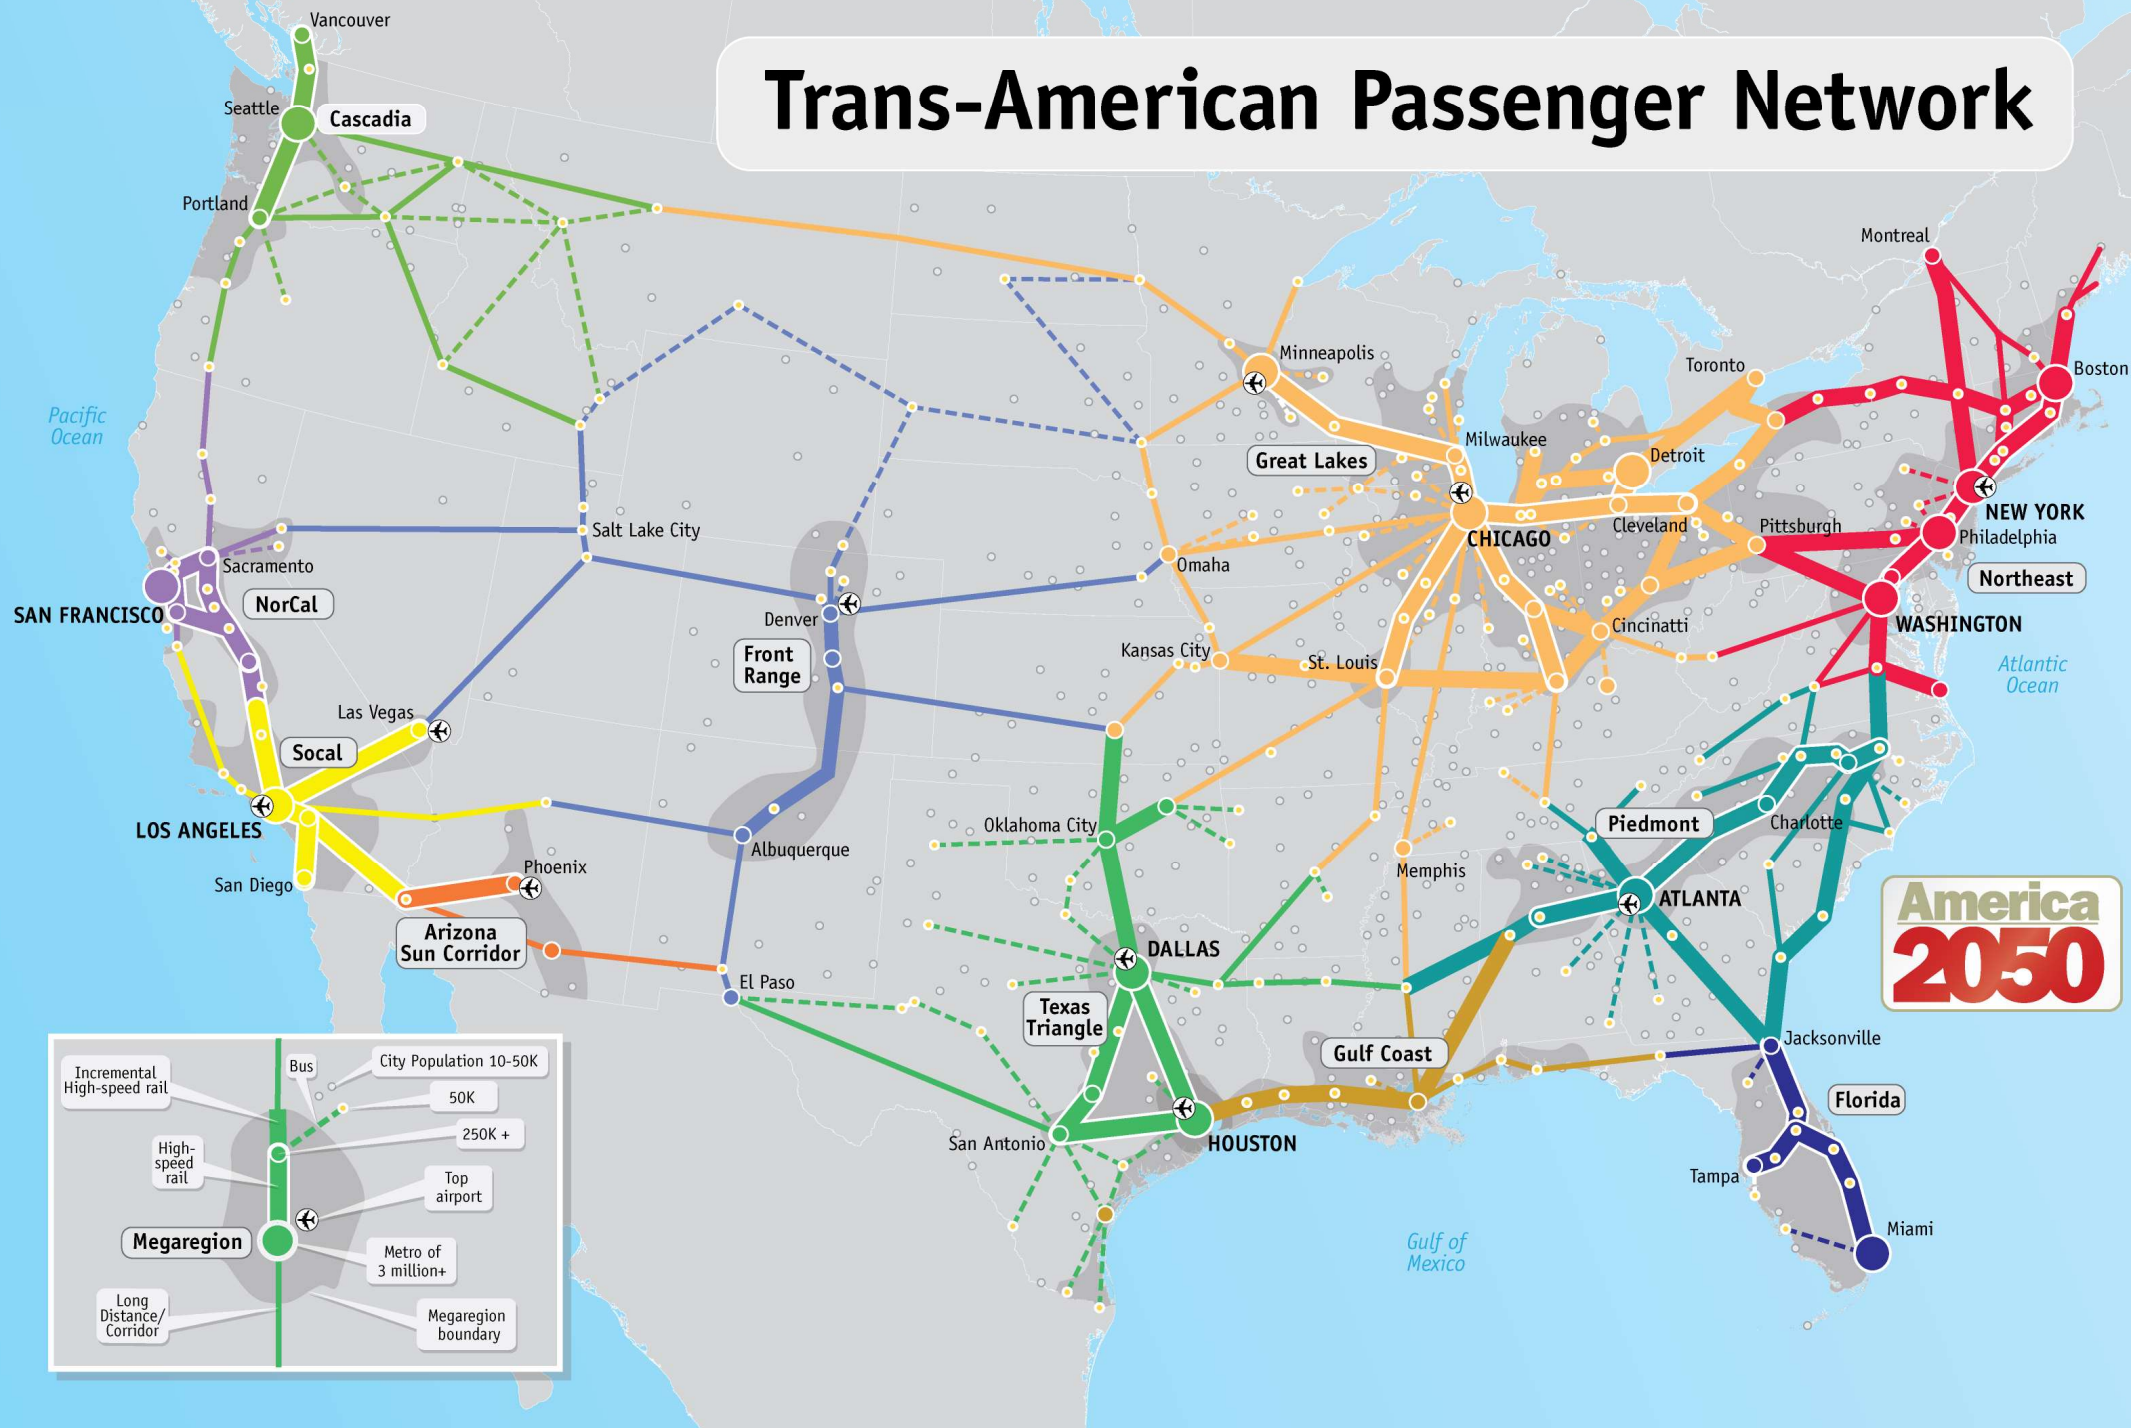 Trans-American Passenger Network
Vancouver
Seattle
Cascadia
Portland
Montreal
Boston
Toronto
Minneapolis
Milwaukee
Great Lakes
Detroit
Pacific
Ocean
NEW YORK
Cleveland
Pittsburgh
Philadelphia
CHICAGO
Salt Lake City
Omaha
Sacramento
Northeast
NorCal
SAN FRANCISCO
Denver
Cincinatti
WASHINGTON
Front
Range
Kansas City
St. Louis
Atlantic
Ocean
Las Vegas
Socal
LOS ANGELES
Albuquerque
Oklahoma City
Piedmont
Charlotte
Phoenix
Memphis
San Diego
ATLANTA
America
2050
Arizona
Sun Corridor
DALLAS
El Paso
Texas
Triangle
Gulf Coast
Jacksonville
Florida
San Antonio
HOUSTON
Tampa
Miami
Gulf of
Mexico
Incremental
High-speed rail
Bus
City Population 10-50K
50K
250K +
High-
speed
rail
Top
airport
Megaregion
Metro of
3 million+
Long
Distance/
Corridor
Megaregion
boundary